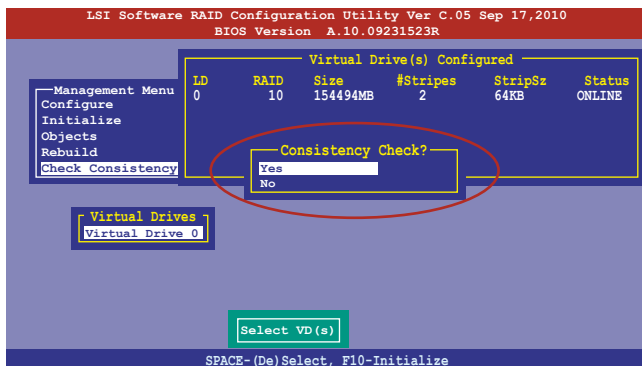 LSI Software RAID Configuration Utility Ver C.05 Sep 17,2010
BIOS Version A.10.09231523R
Virtual Drive(s) Configured
LD RAID Size #Stripes StripSz Status
0 10 154494MB 2 64KB ONLINE
Management Menu
Configure
Initialize
Objects
Rebuild
Check Consistency
Consistency Check?
Yes
No
Virtual Drives
Virtual Drive 0
Select VD(s)
SPACE-(De)Select, F10-Initialize